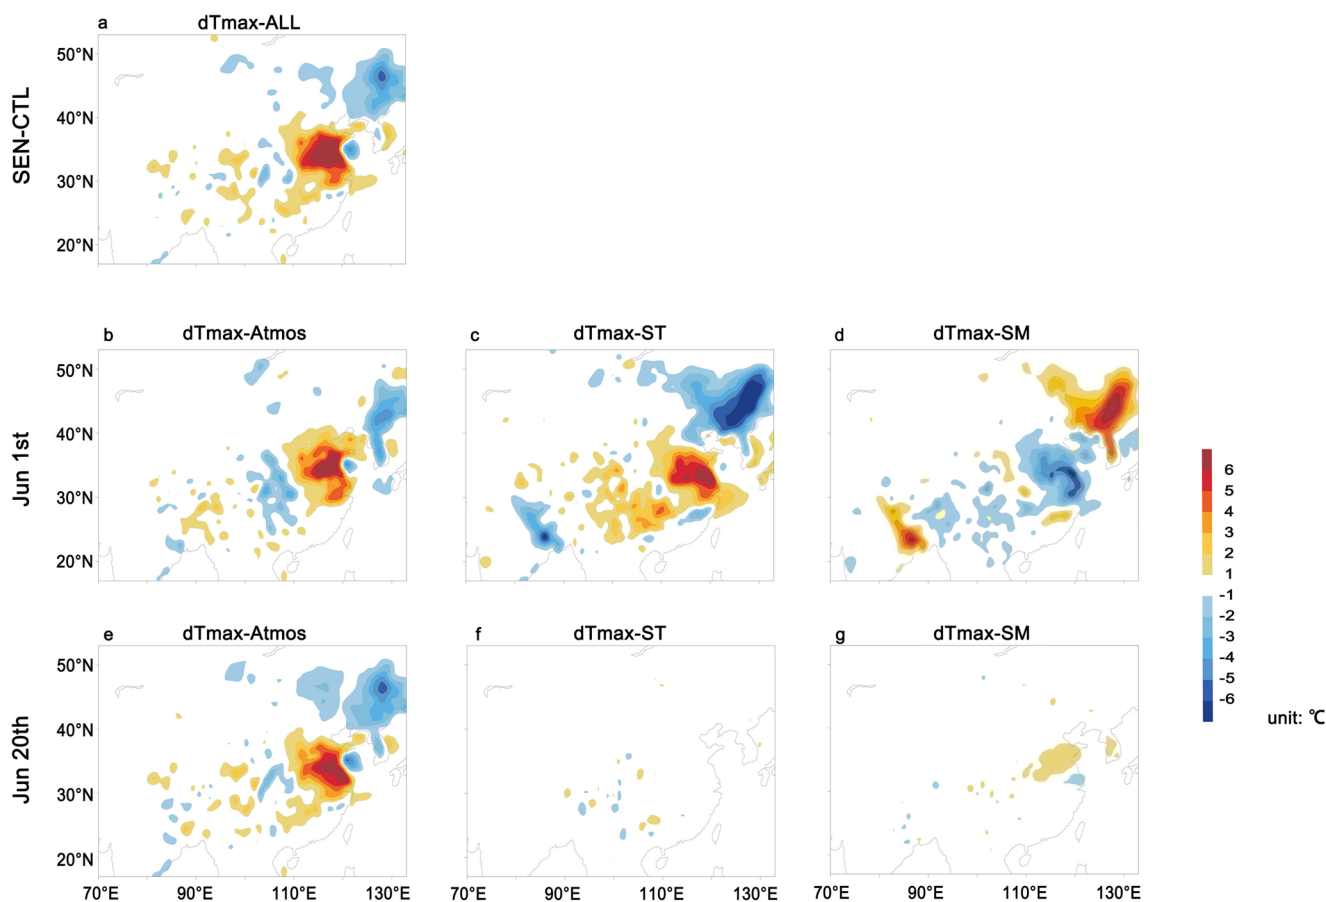 a dTmax-ALL
SEN-CTL
50°N
40°N
30°N
20°N
b dTmax-Atmos
c dTmax-ST
d dTmax-SM
Jun 1st
50°N
40°N
30°N
20°N
6
5
4
3
2
1
-1
-2
-3
-4
-5
-6
unit: ℃
e dTmax-Atmos
f dTmax-ST
g dTmax-SM
Jun 20th
50°N
40°N
30°N
20°N
70°E 90°E 110°E 130°E
70°E 90°E 110°E 130°E
70°E 90°E 110°E 130°E